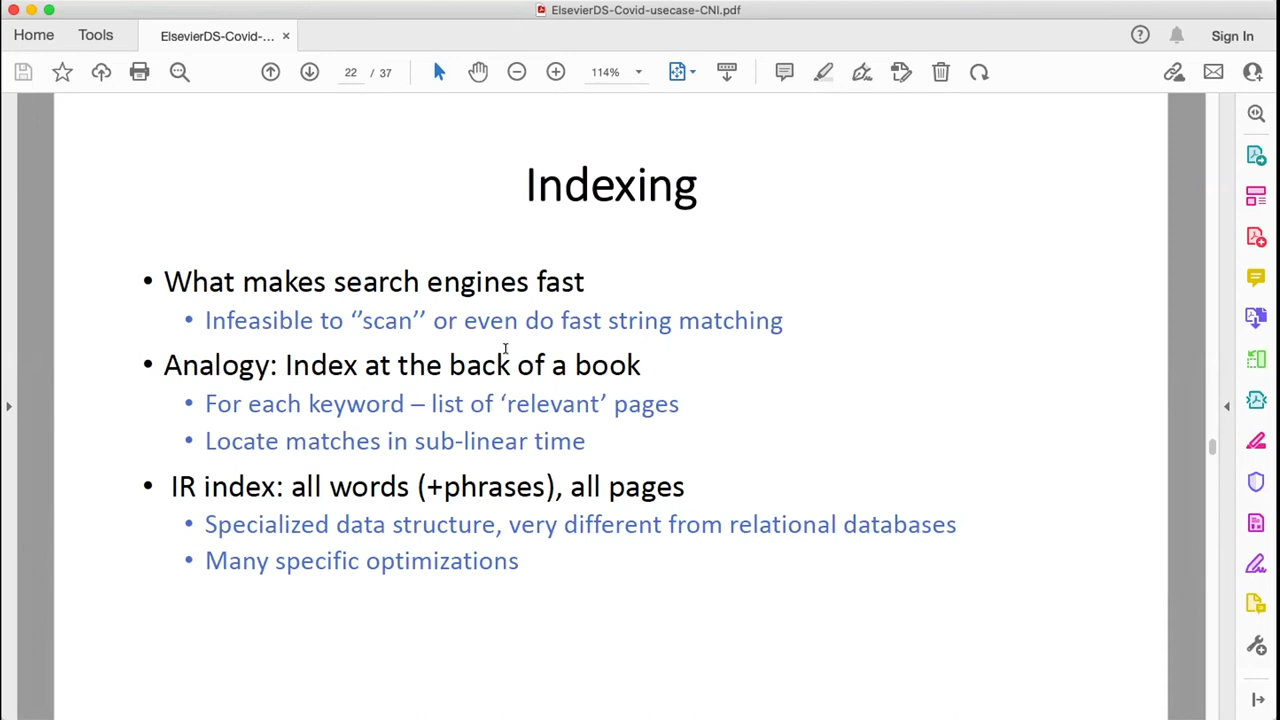 ElsevierDS-Covid-usecase-CNI.pdf
Home Tools ElsevierDS-Covid-... × Sign In
22 / 37 114%
Indexing
• What makes search engines fast
• Infeasible to ‘’scan’’ or even do fast string matching
• Analogy: Index at the back of a book
• For each keyword – list of ‘relevant’ pages
• Locate matches in sub-linear time
• IR index: all words (+phrases), all pages
• Specialized data structure, very different from relational databases
• Many specific optimizations